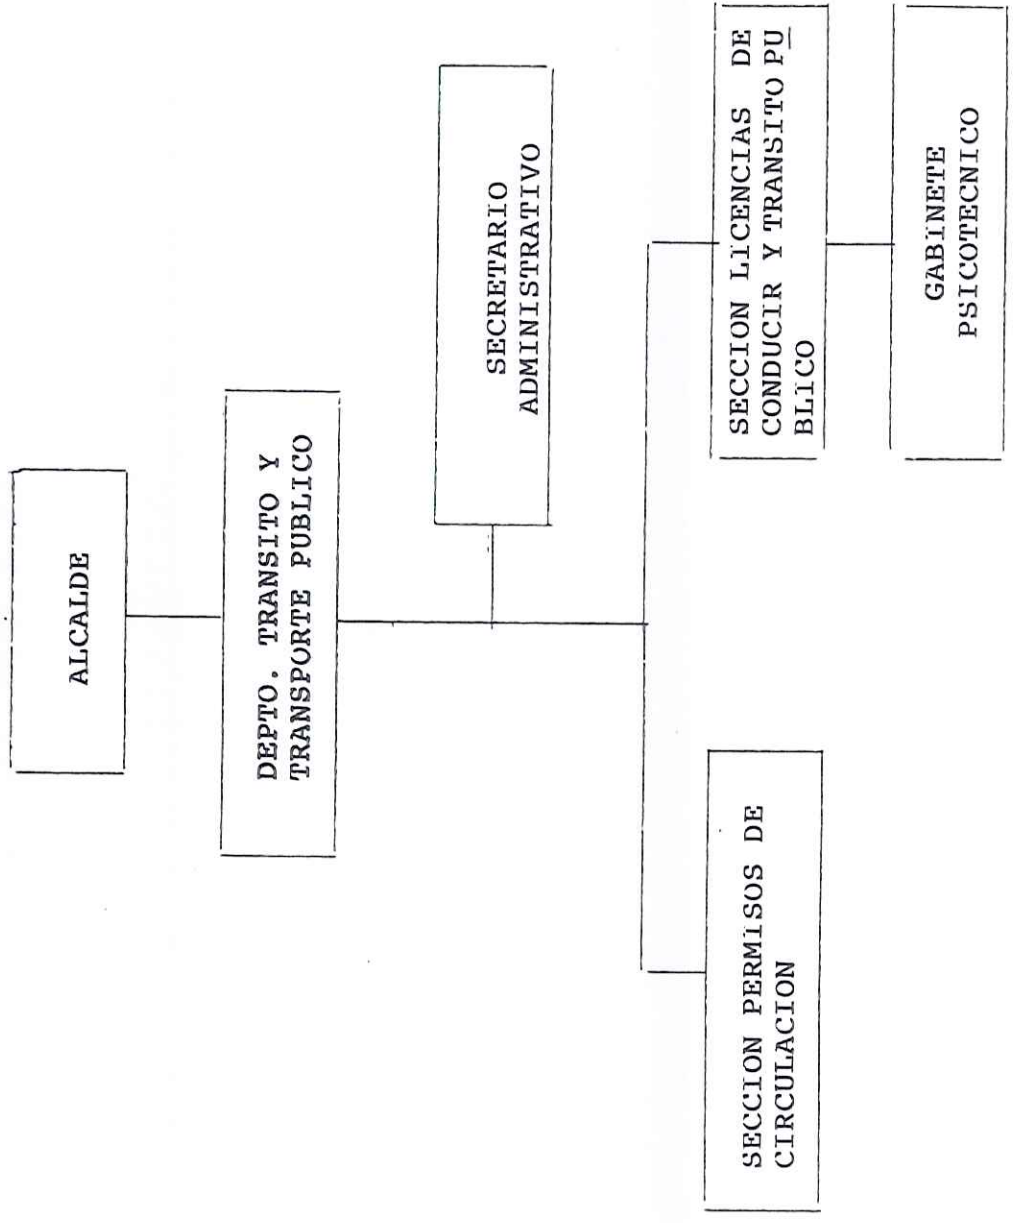 ALCALDE
DEPTO. TRANSITO Y
TRANSPORTE PUBLICO
SECRETARIO
ADMINISTRATIVO
SECCION PERMISOS DE
CIRCULACION
SECCION LICENCIAS DE
CONDUCIR Y TRANSITO PU
BLICO
GABINETE
PSICOTECNICO